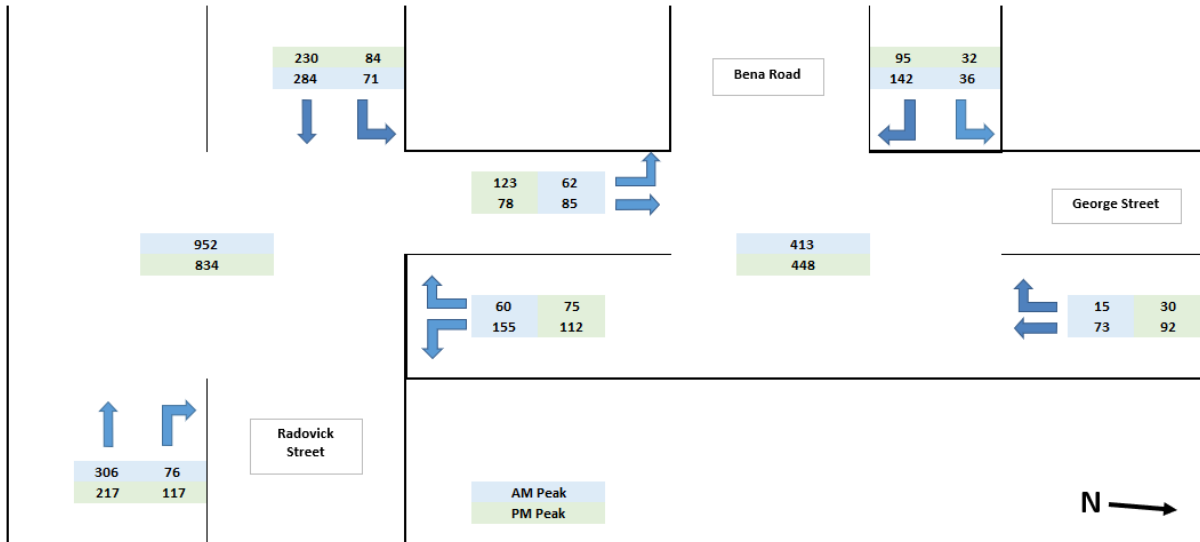 230 84
284 71
Bena Road
95 32
142 36
123 62
78 85
George Street
952
834
413
448
60 75
155 112
15 30
73 92
Radovick
Street
306 76
217 117
AM Peak
PM Peak
N